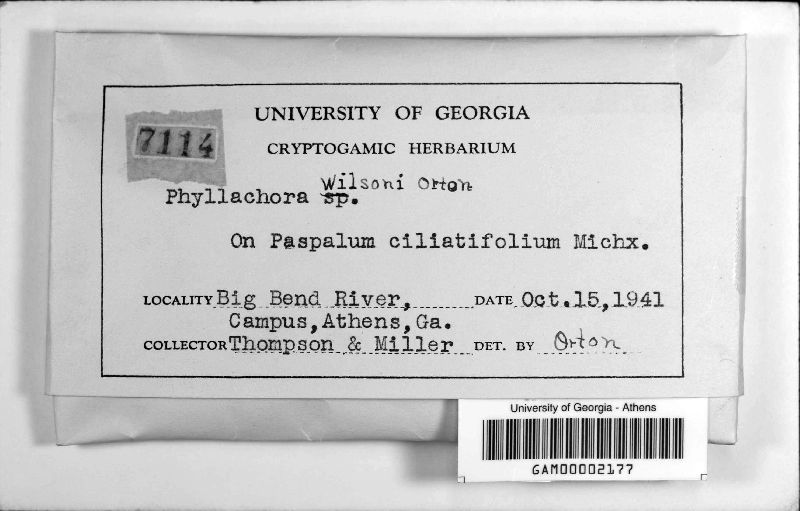 UNIVERSITY OF GEORGIA
CRYPTOGAMIC HERBARIUM
7114
Wilsoni Orton
Phyllachora sp.
On Paspalum ciliatifolium Michx.
LOCALITY Big Bend River, DATE Oct.15,1941
Campus,Athens,Ga.
COLLECTOR Thompson & Miller DET. BY Orton
University of Georgia - Athens
GAM00002177